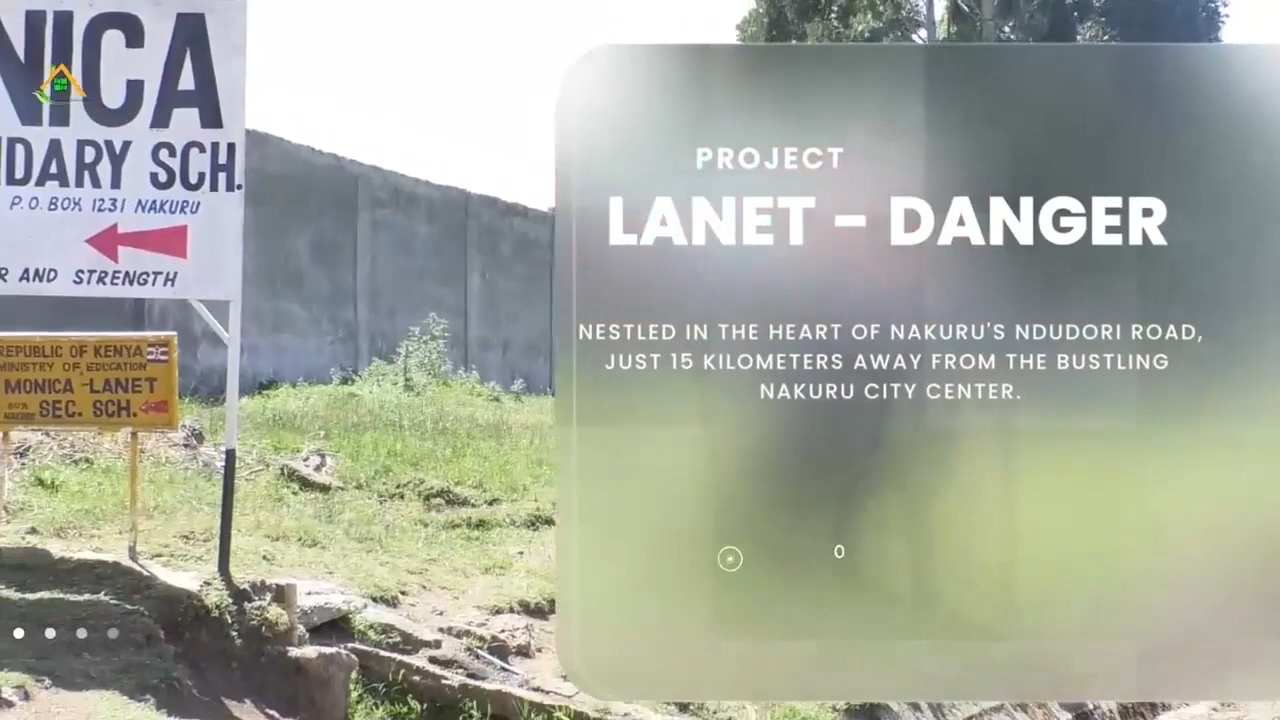 NICA
DARY SCH.
P.O. BOX 1231 NAKURU
R AND STRENGTH
REPUBLIC OF KENYA
MINISTRY OF EDUCATION
MONICA - LANET
SEC. SCH.
PROJECT
LANET - DANGER
NESTLED IN THE HEART OF NAKURU'S NDUDORI ROAD,
JUST 15 KILOMETERS AWAY FROM THE BUSTLING
NAKURU CITY CENTER.
0